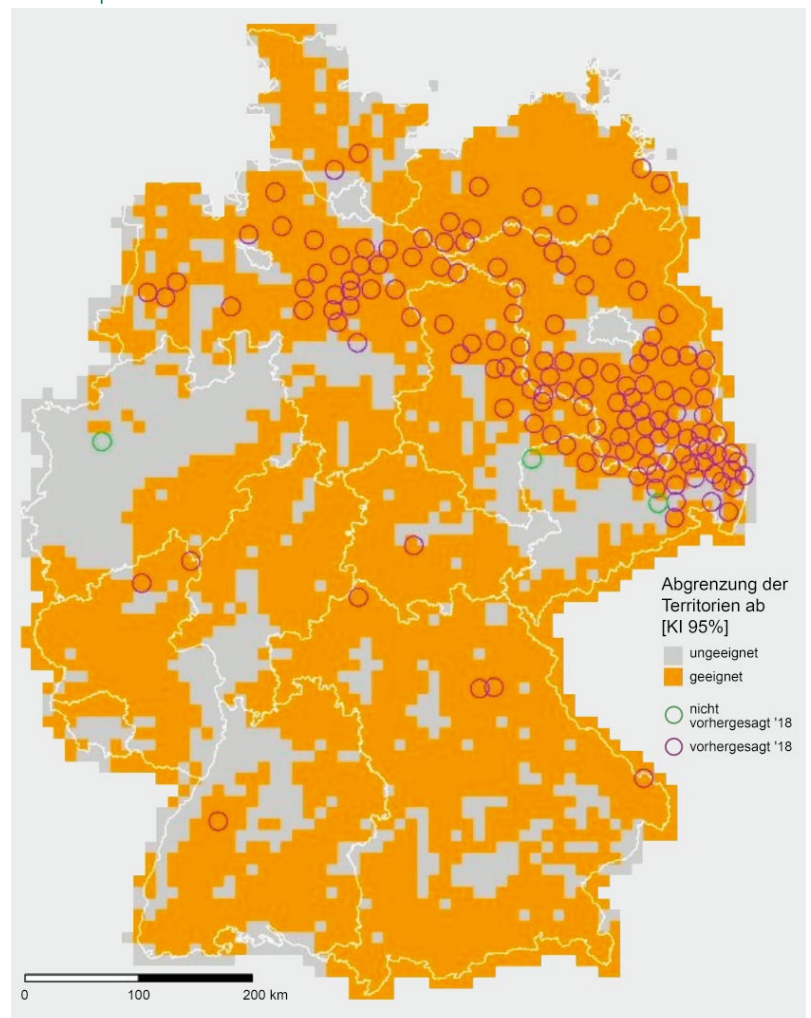 Abgrenzung der
Territorien ab
[KI 95%]
ungeeignet
geeignet
nicht
vorhergesagt '18
vorhergesagt '18
0 100 200 km